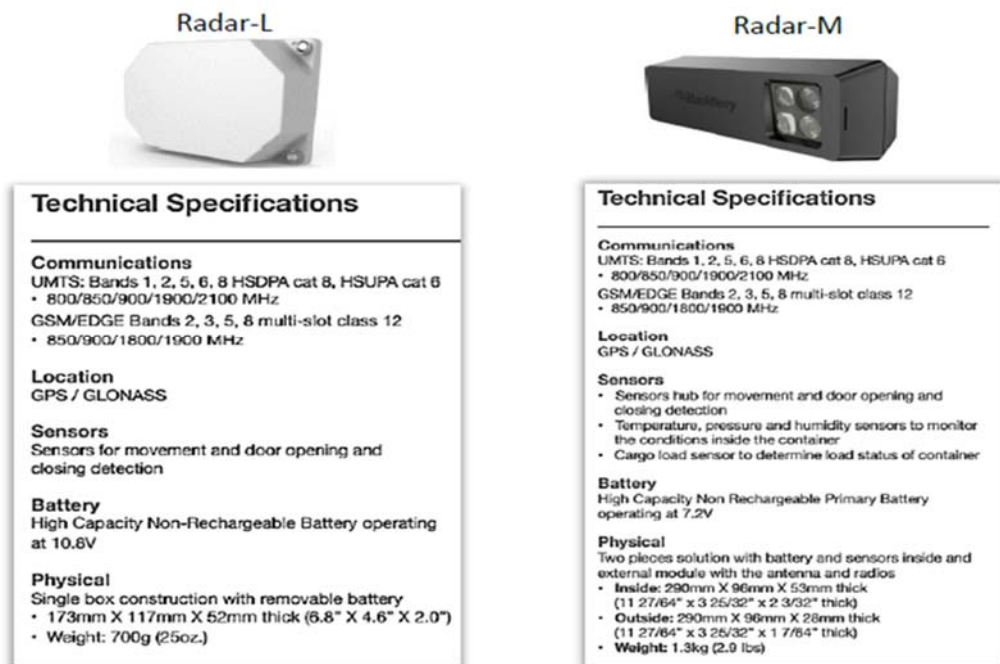 Radar-L
Technical Specifications
Communications
UMTS: Bands 1, 2, 5, 6, 8 HSDPA cat 8, HSUPA cat 6
• 800/850/900/1900/2100 MHz
GSM/EDGE Bands 2, 3, 5, 8 multi-slot class 12
• 850/900/1800/1900 MHz
Location
GPS / GLONASS
Sensors
Sensors for movement and door opening and
closing detection
Battery
High Capacity Non-Rechargeable Battery operating
at 10.8V
Physical
Single box construction with removable battery
• 173mm X 117mm X 52mm thick (6.8" X 4.6" X 2.0")
• Weight: 700g (25oz.)
Radar-M
Technical Specifications
Communications
UMTS: Bands 1, 2, 5, 6, 8 HSDPA cat 8, HSUPA cat 6
• 800/850/900/1900/2100 MHz
GSM/EDGE Bands 2, 3, 5, 8 multi-slot class 12
• 850/900/1800/1900 MHz
Location
GPS / GLONASS
Sensors
• Sensors hub for movement and door opening and
closing detection
• Temperature, pressure and humidity sensors to monitor
the conditions inside the container
• Cargo load sensor to determine load status of container
Battery
High Capacity Non Rechargeable Primary Battery
operating at 7.2V
Physical
Two pieces solution with battery and sensors inside and
external module with the antenna and radios
• Inside: 290mm X 96mm X 53mm thick
(11 27/64" x 3 25/32" x 2 3/32" thick)
• Outside: 290mm X 96mm X 28mm thick
(11 27/64" x 3 25/32" x 1 7/64" thick)
• Weight: 1.3kg (2.9 lbs)